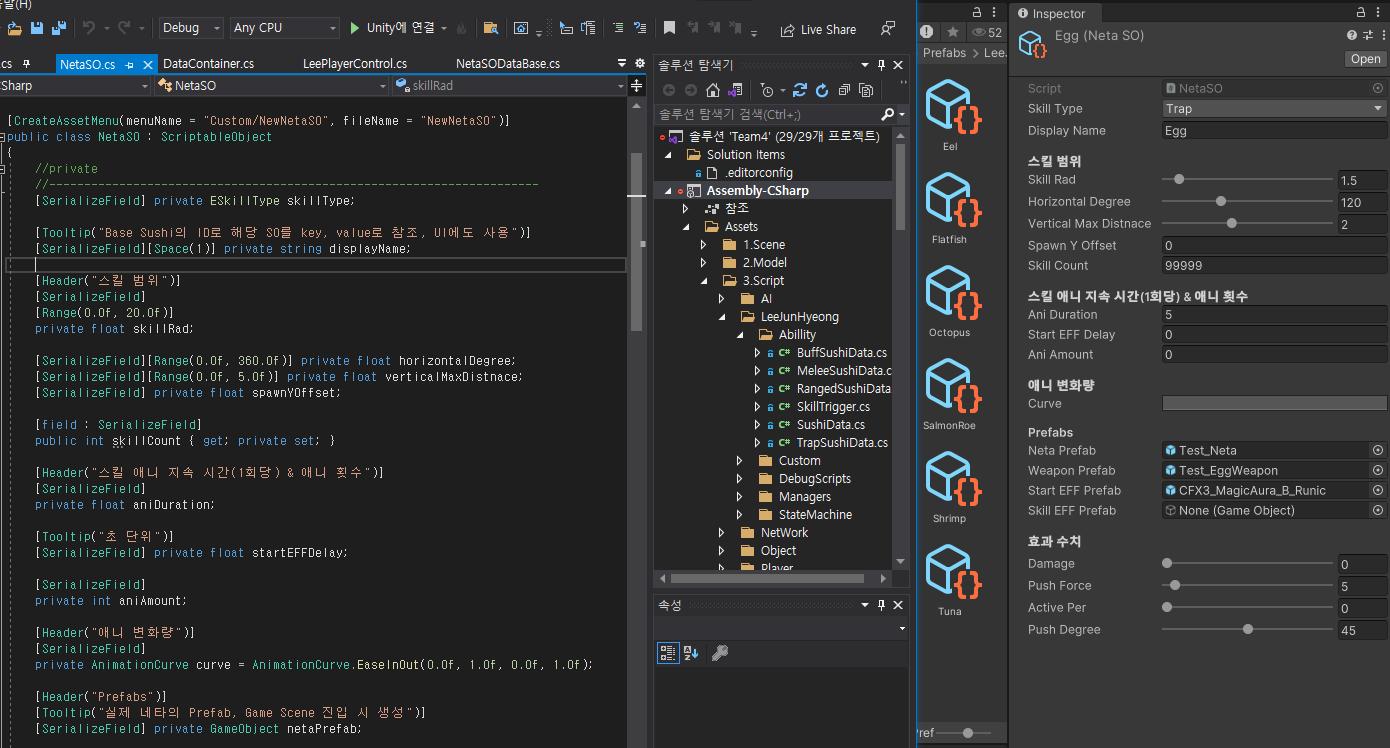 발(H)
Debug
Any CPU
Unity에 연결
Live Share
52
.cs
NetaSO.cs
DataContainer.cs
LeePlayerControl.cs
NetaSODataBase.cs
Sharp
NetaSO
skillRad
[CreateAssetMenu(menuName = "Custom/NewNetaSO", fileName = "NewNetaSO")]
public class NetaSO : ScriptableObject
{
//private
//----------------------------------------------------------------------
[SerializeField] private ESkillType skillType;
[Tooltip("Base Sushi의 ID로 해당 SO를 key, value로 참조, UI에도 사용")]
[SerializeField][Space(1)] private string displayName;
[Header("스킬 범위")]
[SerializeField]
[Range(0.0f, 20.0f)]
private float skillRad;
[SerializeField][Range(0.0f, 360.0f)] private float horizontalDegree;
[SerializeField][Range(0.0f, 5.0f)] private float verticalMaxDistnace;
[SerializeField] private float spawnYOffset;
[field : SerializeField]
public int skillCount { get; private set; }
[Header("스킬 애니 지속 시간(1회당) & 애니 횟수")]
[SerializeField]
private float aniDuration;
[Tooltip("초 단위")]
[SerializeField] private float startEFFDelay;
[SerializeField]
private int aniAmount;
[Header("애니 변화량")]
[SerializeField]
private AnimationCurve curve = AnimationCurve.EaseInOut(0.0f, 1.0f, 0.0f, 1.0f);
[Header("Prefabs")]
[Tooltip("실제 네타의 Prefab, Game Scene 진입 시 생성")]
[SerializeField] private GameObject netaPrefab;
솔루션 탐색기
솔루션 탐색기 검색(Ctrl+;)
솔루션 'Team4' (29/29개 프로젝트)
Solution Items
.editorconfig
Assembly-CSharp
참조
Assets
1.Scene
2.Model
3.Script
AI
LeeJunHyeong
Abillity
C# BuffSushiData.cs
C# MeleeSushiData.c
C# RangedSushiData
C# SkillTrigger.cs
C# SushiData.cs
C# TrapSushiData.cs
Custom
DebugScripts
Managers
StateMachine
NetWork
Object
Player
속성
Prefabs > Lee.
Eel
Flatfish
Octopus
SalmonRoe
Shrimp
Tuna
ref
Inspector
Egg (Neta SO)
Open
Script NetaSO
Skill Type Trap
Display Name Egg
스킬 범위
Skill Rad 1.5
Horizontal Degree 120
Vertical Max Distnace 2
Spawn Y Offset 0
Skill Count 99999
스킬 애니 지속 시간(1회당) & 애니 횟수
Ani Duration 5
Start EFF Delay 0
Ani Amount 0
애니 변화량
Curve
Prefabs
Neta Prefab Test_Neta
Weapon Prefab Test_EggWeapon
Start EFF Prefab CFX3_MagicAura_B_Runic
Skill EFF Prefab None (Game Object)
효과 수치
Damage 0
Push Force 5
Active Per 0
Push Degree 45